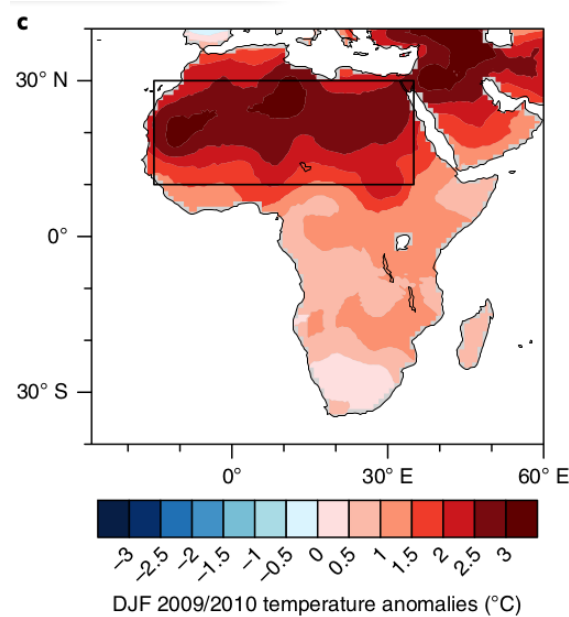 c
30° N
0°
30° S
0° 30° E 60° E
−3 −2.5 −2 −1.5 −1 −0.5 0 0.5 1 1.5 2 2.5 3
DJF 2009/2010 temperature anomalies (°C)